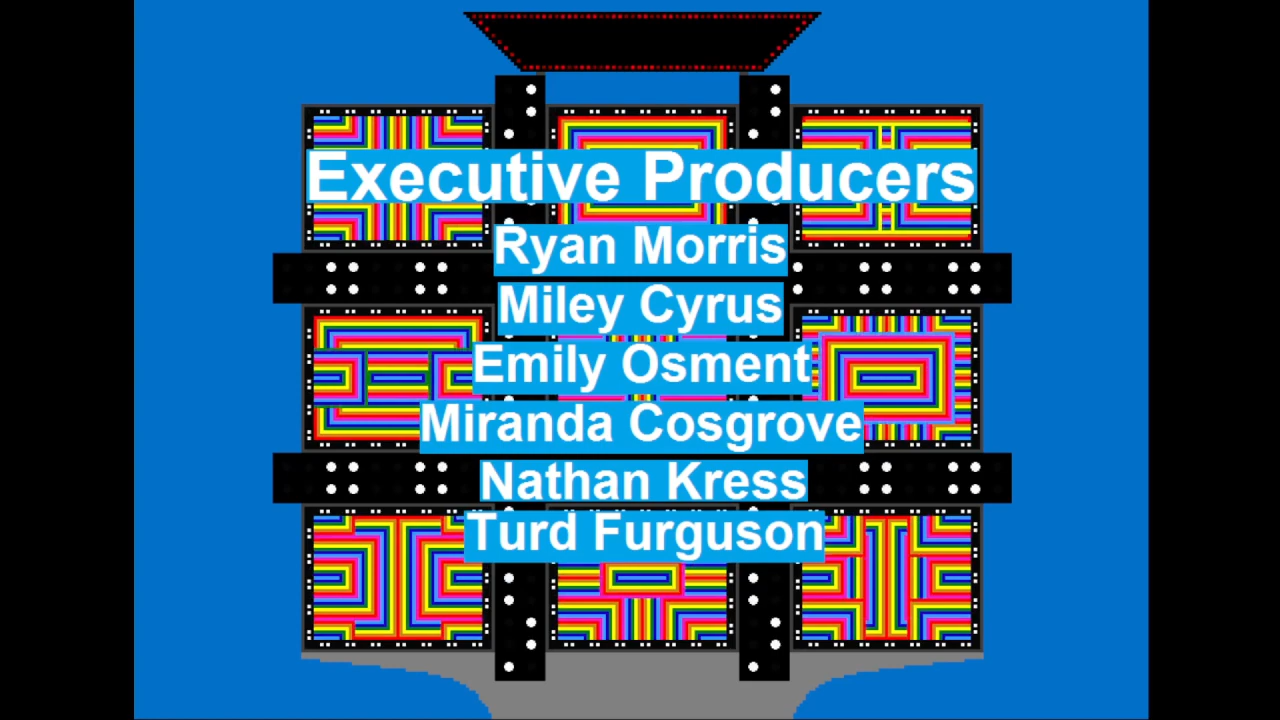 Executive Producers
Ryan Morris
Miley Cyrus
Emily Osment
Miranda Cosgrove
Nathan Kress
Turd Furguson